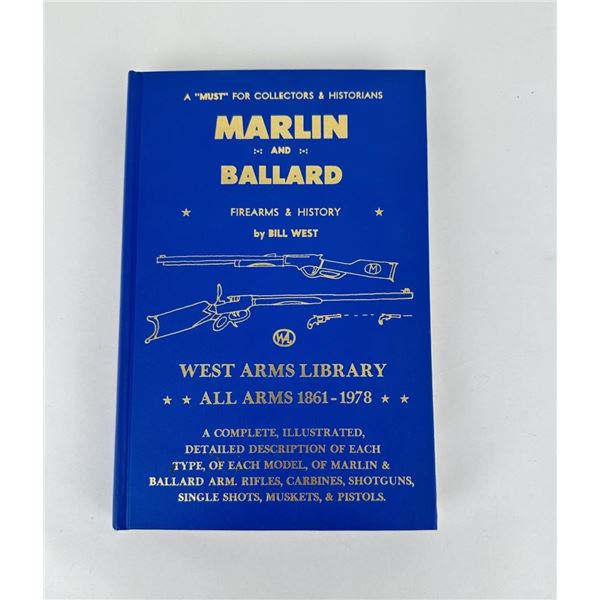 A "MUST" FOR COLLECTORS & HISTORIANS
MARLIN
AND
BALLARD
FIREARMS & HISTORY
by BILL WEST
M
WAL
WEST ARMS LIBRARY
ALL ARMS 1861-1978
A COMPLETE, ILLUSTRATED,
DETAILED DESCRIPTION OF EACH
TYPE, OF EACH MODEL, OF MARLIN &
BALLARD ARM. RIFLES, CARBINES, SHOTGUNS,
SINGLE SHOTS, MUSKETS, & PISTOLS.